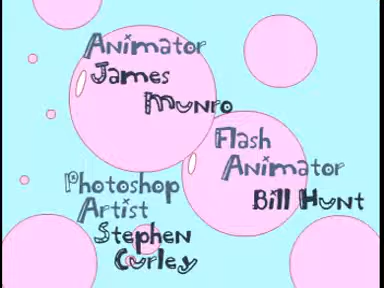 Animator
James
Munro
Flash
Animator
Bill Hunt
Photoshop
Artist
Stephen
Curley